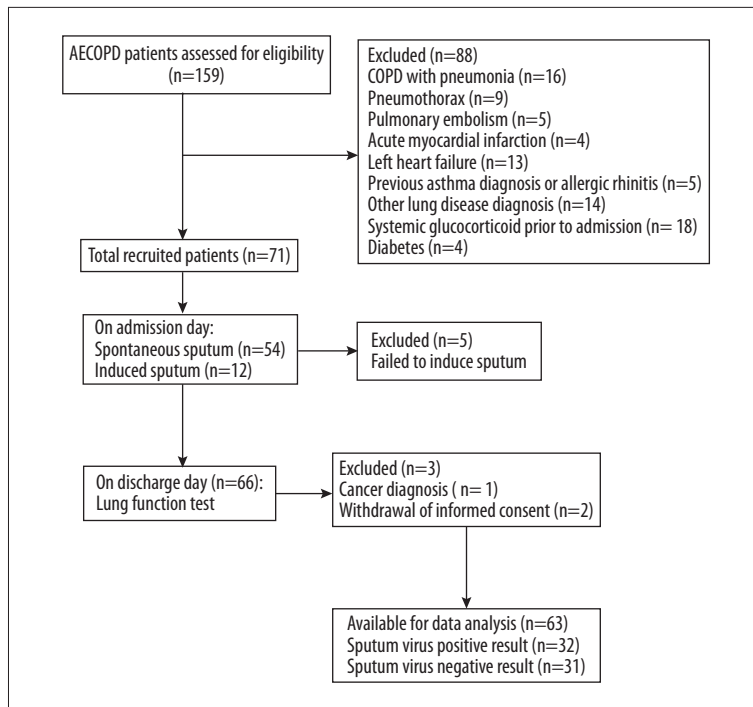 AECOPD patients assessed for eligibility
(n=159)
Excluded (n=88)
COPD with pneumonia (n=16)
Pneumothorax (n=9)
Pulmonary embolism (n=5)
Acute myocardial infarction (n=4)
Left heart failure (n=13)
Previous asthma diagnosis or allergic rhinitis (n=5)
Other lung disease diagnosis (n=14)
Systemic glucocorticoid prior to admission (n= 18)
Diabetes (n=4)
Total recruited patients (n=71)
On admission day:
Spontaneous sputum (n=54)
Induced sputum (n=12)
Excluded (n=5)
Failed to induce sputum
On discharge day (n=66):
Lung function test
Excluded (n=3)
Cancer diagnosis ( n= 1)
Withdrawal of informed consent (n=2)
Available for data analysis (n=63)
Sputum virus positive result (n=32)
Sputum virus negative result (n=31)